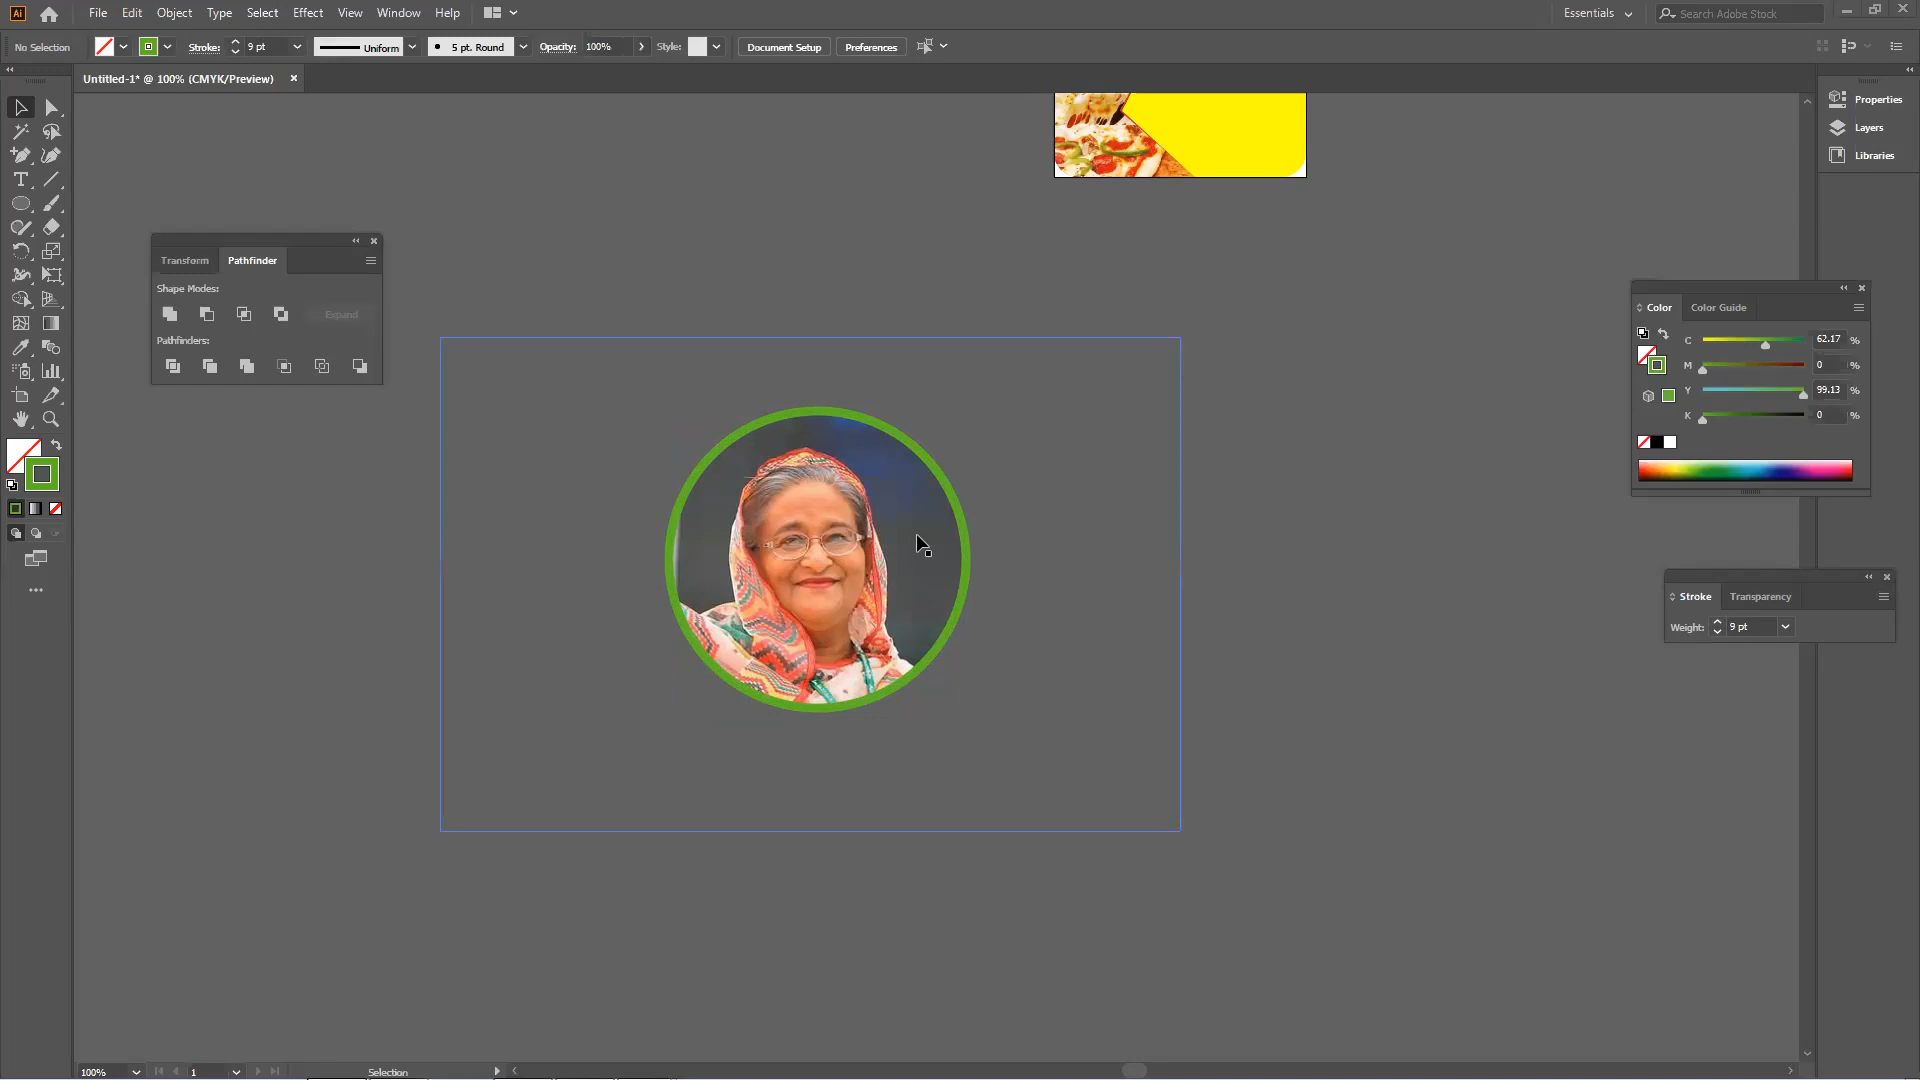 Ai File Edit Object Type Select Effect View Window Help Essentials Search Adobe Stock
No Selection Stroke: 9 pt Uniform 5 pt. Round Opacity: 100% Style: Document Setup Preferences
Untitled-1* @ 100% (CMYK/Preview)
Properties
Layers
Libraries
Transform Pathfinder
Shape Modes:
Expand
Pathfinders:
Color Color Guide
C 62.17 %
M 0 %
Y 99.13 %
K 0 %
Stroke Transparency
Weight: 9 pt
100% 1 Selection